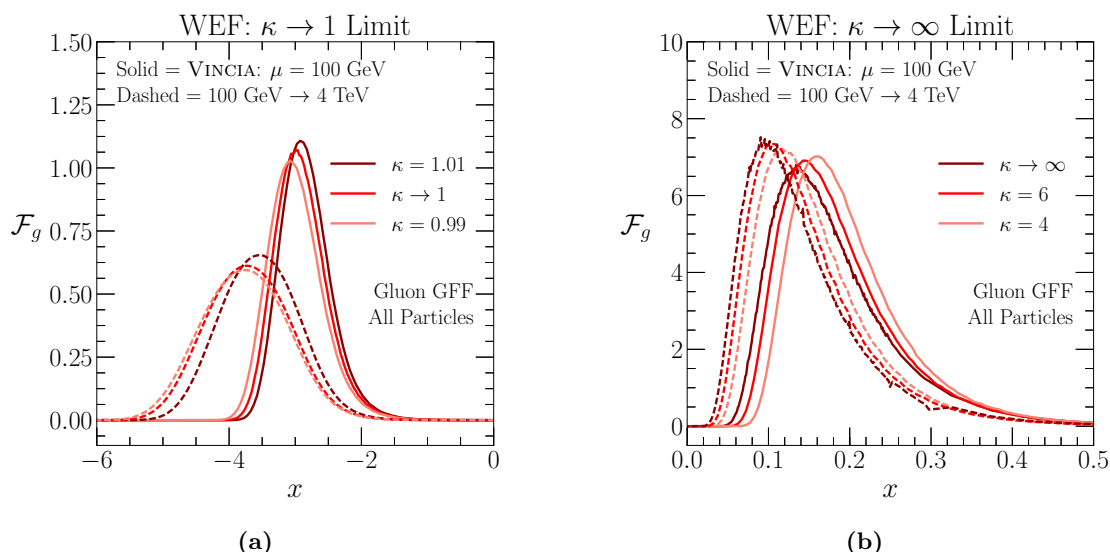 WEF: κ → 1 Limit
1.50
1.25
1.00
0.75
0.50
0.25
0.00
Solid = VINCIA: μ = 100 GeV
Dashed = 100 GeV → 4 TeV
κ = 1.01
κ → 1
κ = 0.99
Gluon GFF
All Particles
ℱg
−6
−4
−2
0
x
(a)
WEF: κ → ∞ Limit
10
8
6
4
2
0
Solid = VINCIA: μ = 100 GeV
Dashed = 100 GeV → 4 TeV
κ → ∞
κ = 6
κ = 4
Gluon GFF
All Particles
ℱg
0.0
0.1
0.2
0.3
0.4
0.5
x
(b)